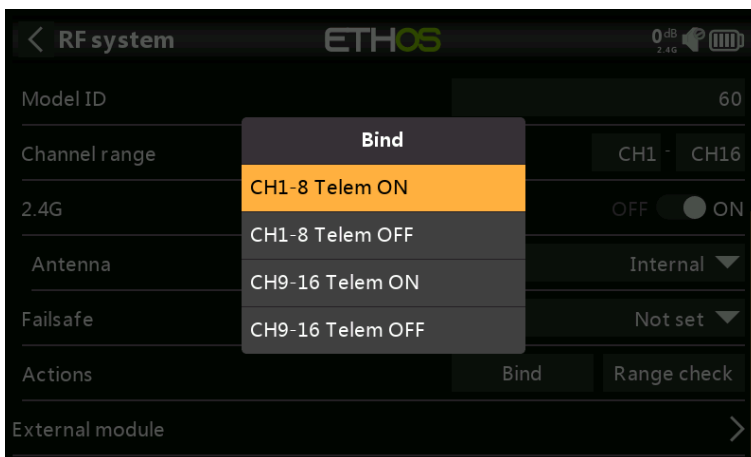 RF system ETHOS 0 dB 2.4G
Model ID 60
Bind
Channel range CH1 - CH16
CH1-8 Telem ON
2.4G OFF ON
CH1-8 Telem OFF
Antenna Internal
CH9-16 Telem ON
Failsafe Not set
CH9-16 Telem OFF
Actions Bind Range check
External module